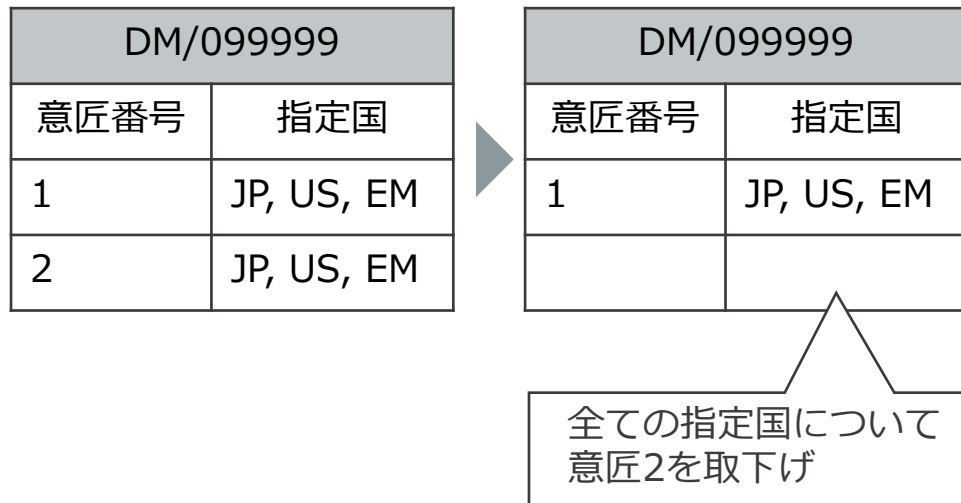 DM/099999
意匠番号 指定国
1 JP, US, EM
2 JP, US, EM
DM/099999
意匠番号 指定国
1 JP, US, EM
全ての指定国について
意匠2を取下げ